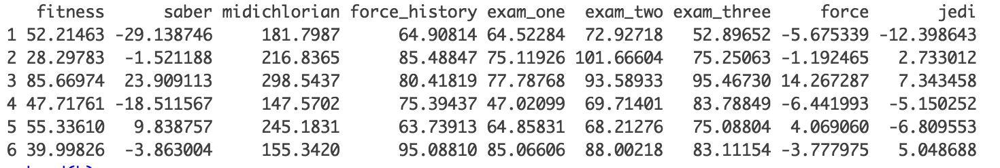 fitness saber midichlorian force_history exam_one exam_two exam_three force jedi
1 52.21463 -29.138746 181.7987 64.90814 64.52284 72.92718 52.89652 -5.675339 -12.398643
2 28.29783 -1.521188 216.8365 85.48847 75.11926 101.66604 75.25063 -1.192465 2.733012
3 85.66974 23.909113 298.5437 80.41819 77.78768 93.58933 95.46730 14.267287 7.343458
4 47.71761 -18.511567 147.5702 75.39437 47.02099 69.71401 83.78849 -6.441993 -5.150252
5 55.33610 9.838757 245.1831 63.73913 64.85831 68.21276 75.08804 4.069060 -6.809553
6 39.99826 -3.863004 155.3420 95.08810 85.06606 88.00218 83.11154 -3.777975 5.048688